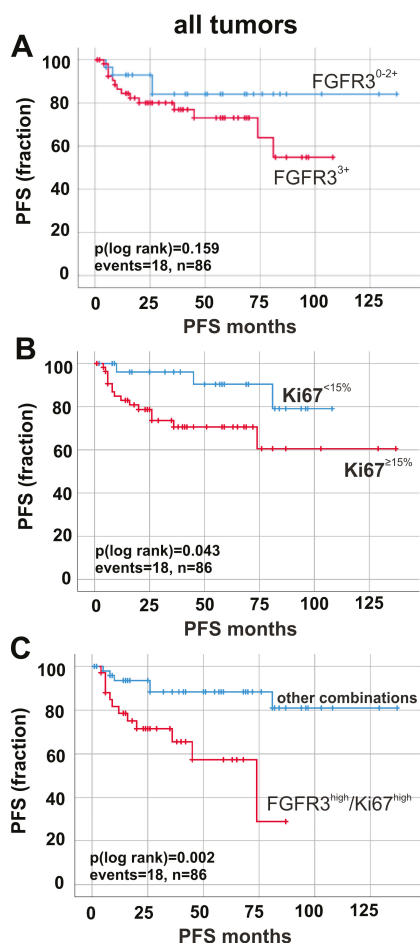 all tumors
A
PFS (fraction)
100
80
60
40
20
0
FGFR3^0-2+
FGFR3^3+
p(log rank)=0.159
events=18, n=86
0 25 50 75 100 125
PFS months
B
PFS (fraction)
100
80
60
40
20
0
Ki67^<15%
Ki67^≥15%
p(log rank)=0.043
events=18, n=86
0 25 50 75 100 125
PFS months
C
PFS (fraction)
100
80
60
40
20
0
other combinations
FGFR3^high/Ki67^high
p(log rank)=0.002
events=18, n=86
0 25 50 75 100 125
PFS months